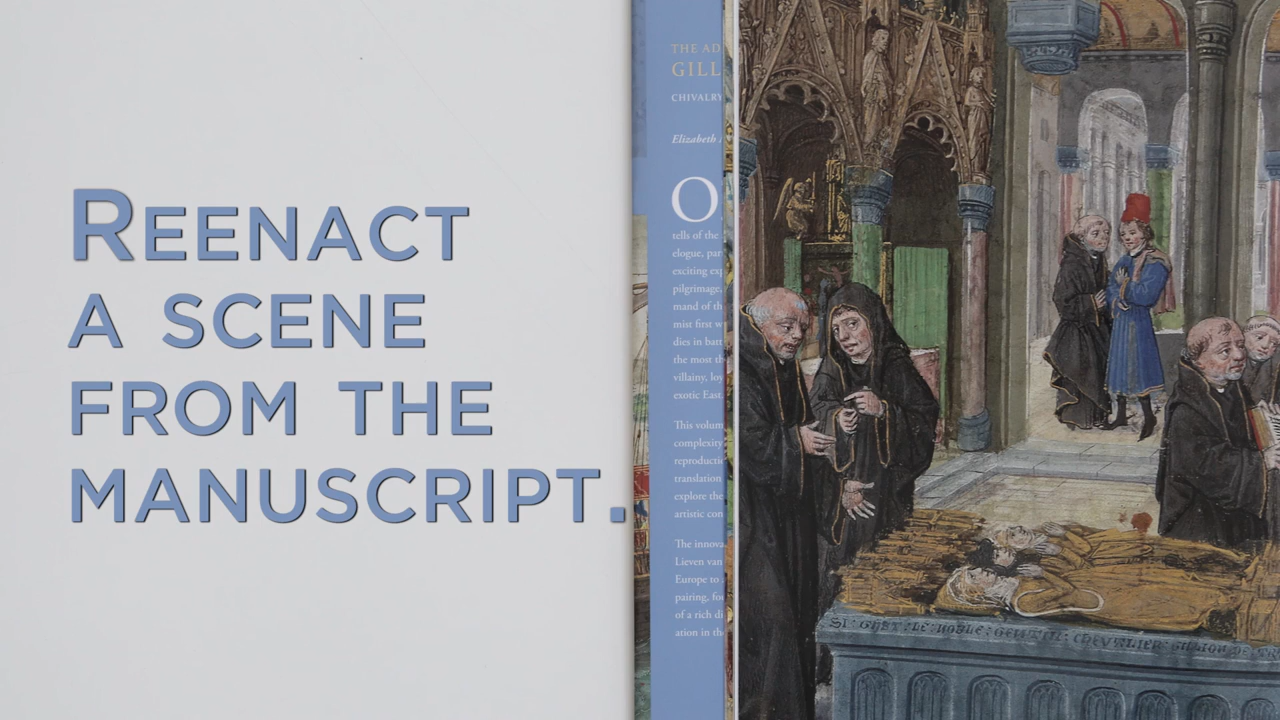 REENACT
A SCENE
FROM THE
MANUSCRIPT.
THE AD
GILL
CHIVALRY
Elizabeth
O
tells of the
elogue, par
exciting exp
pilgrimage,
mand of th
mist first w
dies in batt
the most th
villainy, loy
exotic East.
This volum
complexity
reproductio
translation
explore the
artistic con
The innova
Lieven van
Europe to
pairing, fo
of a rich di
ation in the